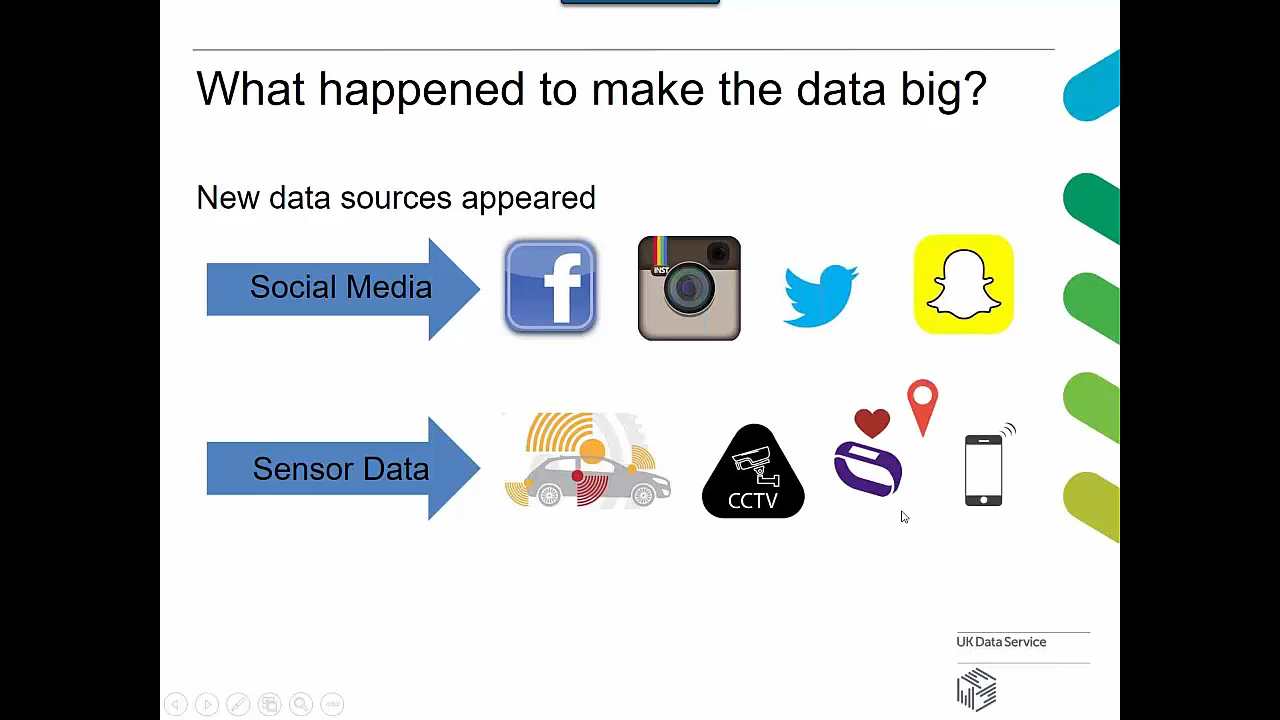 What happened to make the data big?
New data sources appeared
Social Media
INST
Sensor Data
CCTV
UK Data Service